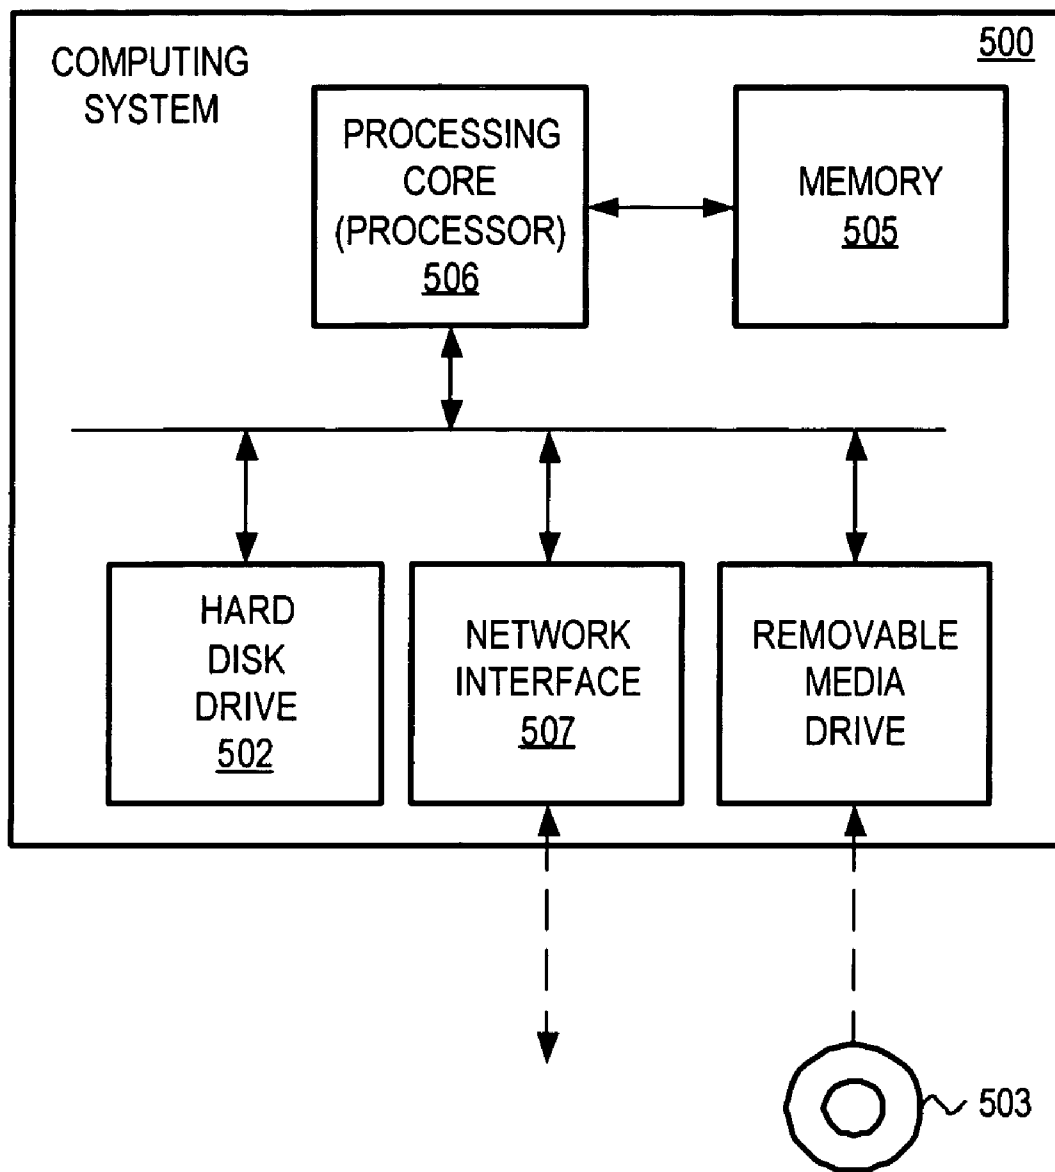 COMPUTING
SYSTEM
500
PROCESSING
CORE
(PROCESSOR)
506
MEMORY
505
HARD
DISK
DRIVE
502
NETWORK
INTERFACE
507
REMOVABLE
MEDIA
DRIVE
503